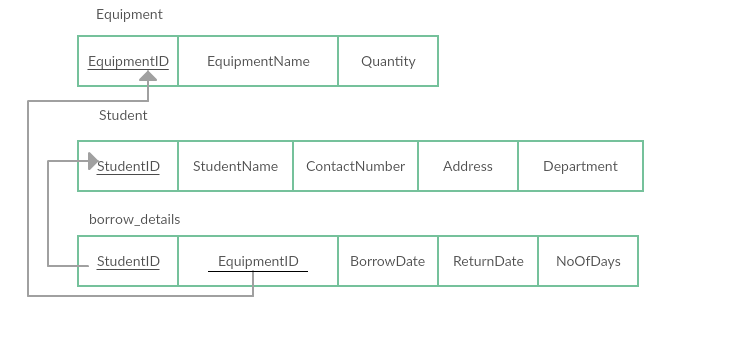 Equipment
EquipmentID EquipmentName Quantity
Student
StudentID StudentName ContactNumber Address Department
borrow_details
StudentID EquipmentID BorrowDate ReturnDate NoOfDays